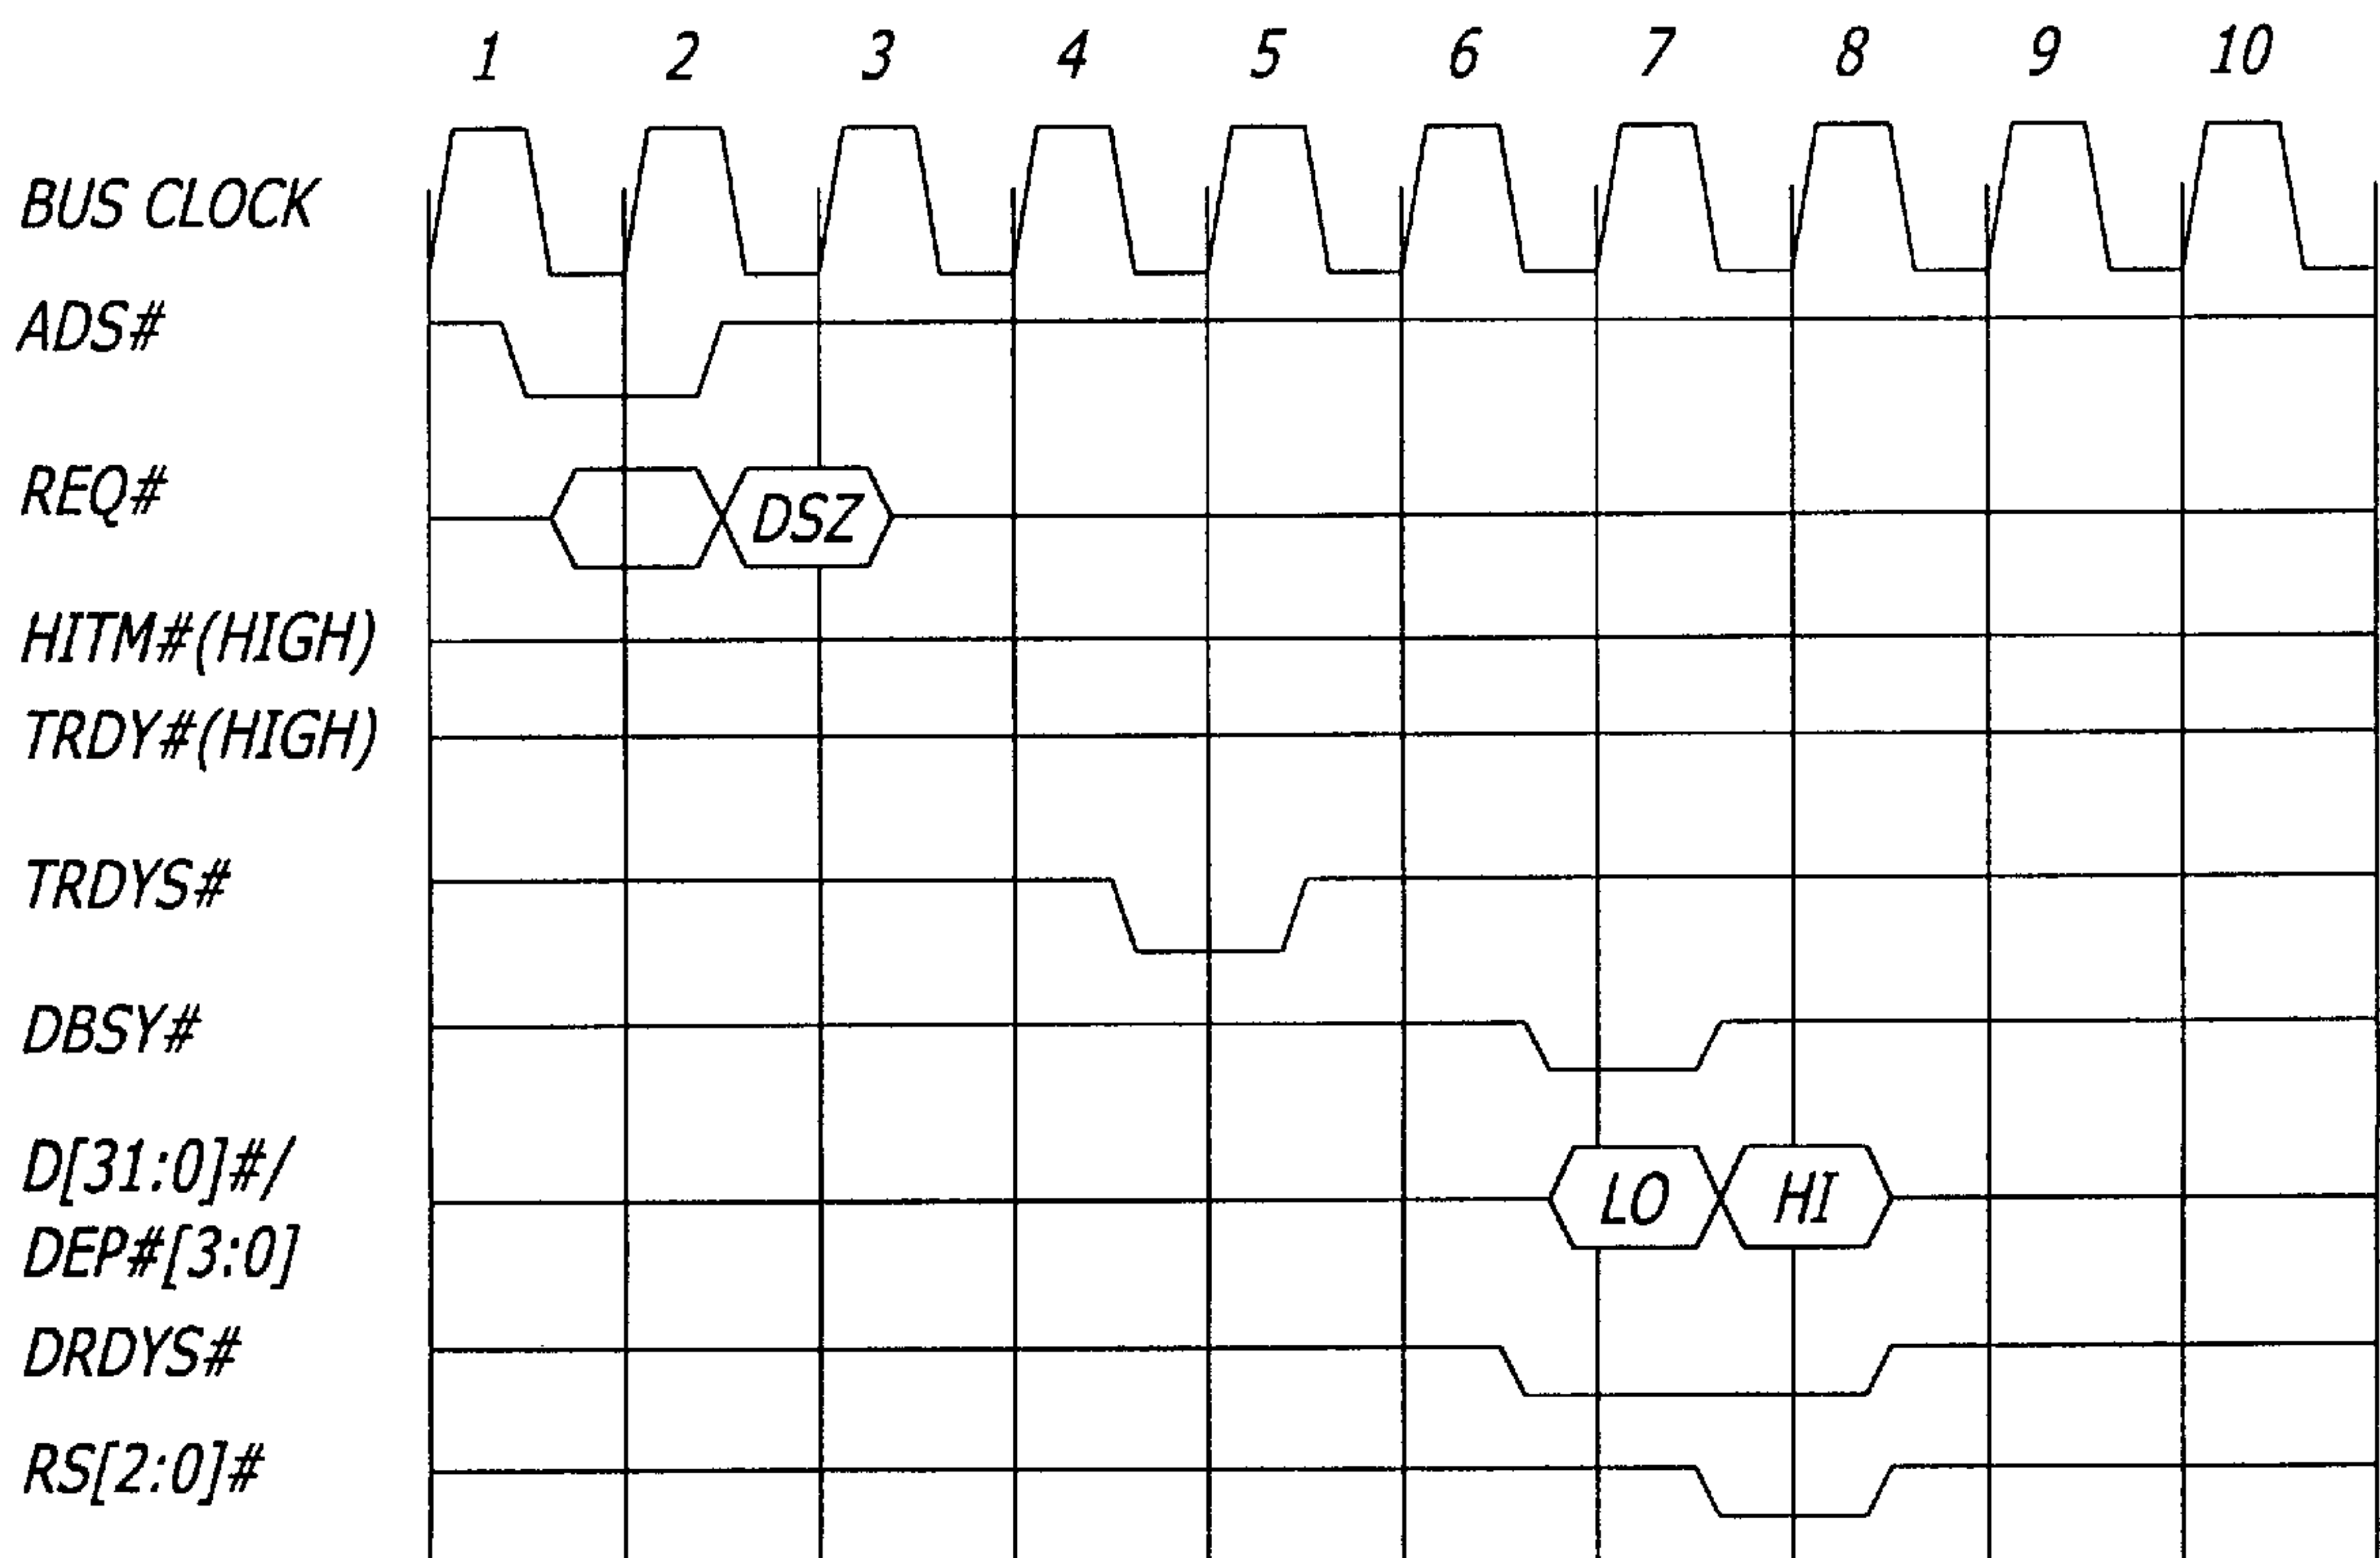 1 2 3 4 5 6 7 8 9 10
BUS CLOCK
ADS#
REQ#
DSZ
HITM#(HIGH)
TRDY#(HIGH)
TRDYS#
DBSY#
D[31:0]#/
LO HI
DEP#[3:0]
DRDYS#
RS[2:0]#